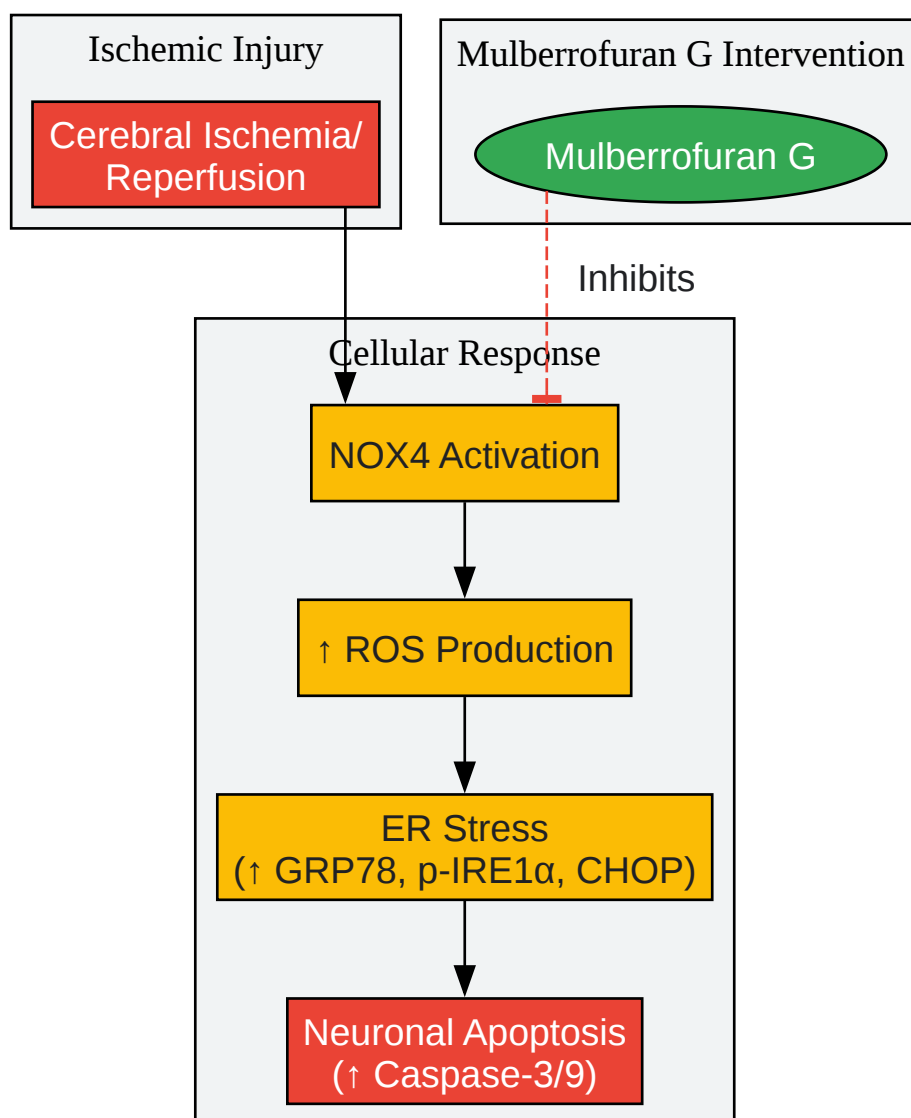 Ischemic Injury
Cerebral Ischemia/
Reperfusion
Mulberrofuran G Intervention
Mulberrofuran G
Inhibits
Cellular Response
NOX4 Activation
↑ ROS Production
ER Stress
(↑ GRP78, p-IRE1α, CHOP)
Neuronal Apoptosis
(↑ Caspase-3/9)